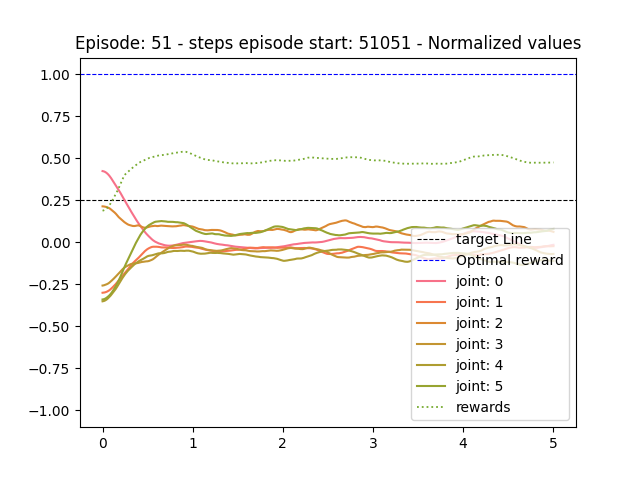 Episode: 51 - steps episode start: 51051 - Normalized values
1.00
0.75
0.50
0.25
0.00
−0.25
−0.50
−0.75
−1.00
0 1 2 3 4 5
target Line
Optimal reward
joint: 0
joint: 1
joint: 2
joint: 3
joint: 4
joint: 5
rewards